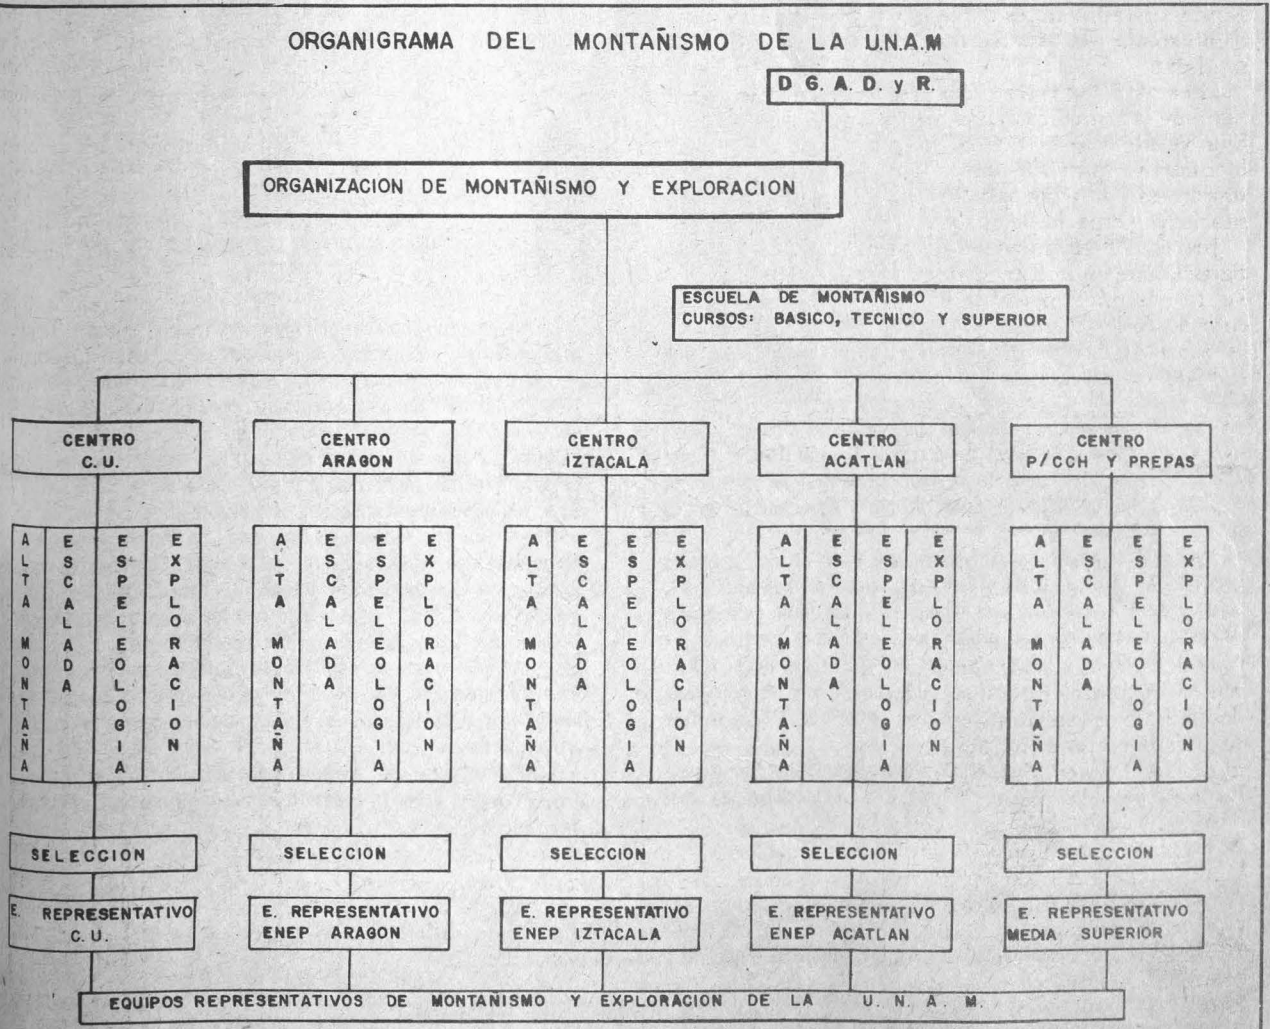 ORGANIGRAMA DEL MONTAÑISMO DE LA U.N.A.M
D G. A. D. y R.
ORGANIZACION DE MONTAÑISMO Y EXPLORACION
ESCUELA DE MONTAÑISMO
CURSOS: BASICO, TECNICO Y SUPERIOR
CENTRO
C. U.
CENTRO
ARAGON
CENTRO
IZTACALA
CENTRO
ACATLAN
CENTRO
P/CCH Y PREPAS
ALTA MONTAÑA
ESCALADA
ESPELEOLOGIA
EXPLORACION
ALTA MONTAÑA
ESCALADA
ESPELEOLOGIA
EXPLORACION
ALTA MONTAÑA
ESCALADA
ESPELEOLOGIA
EXPLORACION
ALTA MONTAÑA
ESCALADA
ESPELEOLOGIA
EXPLORACION
ALTA MONTAÑA
ESCALADA
ESPELEOLOGIA
EXPLORACION
SELECCION
SELECCION
SELECCION
SELECCION
SELECCION
E. REPRESENTATIVO
C. U.
E. REPRESENTATIVO
ENEP ARAGON
E. REPRESENTATIVO
ENEP IZTACALA
E. REPRESENTATIVO
ENEP ACATLAN
E. REPRESENTATIVO
MEDIA SUPERIOR
EQUIPOS REPRESENTATIVOS DE MONTAÑISMO Y EXPLORACION DE LA U. N. A. M.